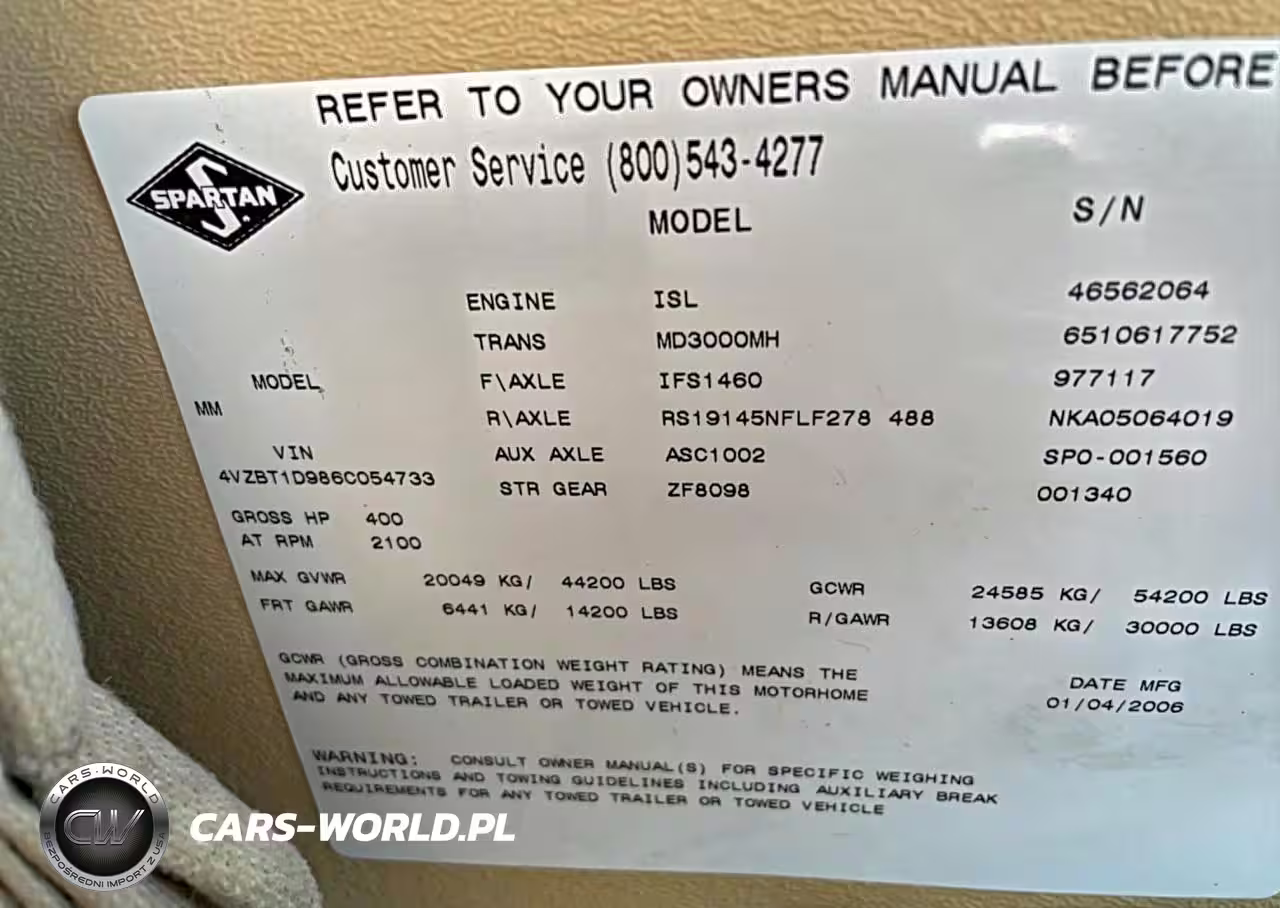 REFER TO YOUR OWNERS MANUAL BEFORE
Customer Service (800)543-4277
SPARTAN
MODEL S/N
ENGINE ISL 46562064
TRANS MD3000MH 6510617752
MODEL F\AXLE IFS1460 977117
MM R\AXLE RS19145NFLF278 488 NKA05064019
VIN AUX AXLE ASC1002 SPO-001560
4VZBT1D986C054733 STR GEAR ZF8098 001340
GROSS HP 400
AT RPM 2100
MAX GVWR 20049 KG/ 44200 LBS GCWR 24585 KG/ 54200 LBS
FRT GAWR 6441 KG/ 14200 LBS R/GAWR 13608 KG/ 30000 LBS
GCWR (GROSS COMBINATION WEIGHT RATING) MEANS THE
MAXIMUM ALLOWABLE LOADED WEIGHT OF THIS MOTORHOME
AND ANY TOWED TRAILER OR TOWED VEHICLE.
DATE MFG
01/04/2006
WARNING: CONSULT OWNER MANUAL(S) FOR SPECIFIC WEIGHING
INSTRUCTIONS AND TOWING GUIDELINES INCLUDING AUXILIARY BREAK
REQUIREMENTS FOR ANY TOWED TRAILER OR TOWED VEHICLE
CARS-WORLD
CW
BEZPOŚREDNI IMPORT Z USA
CARS-WORLD.PL